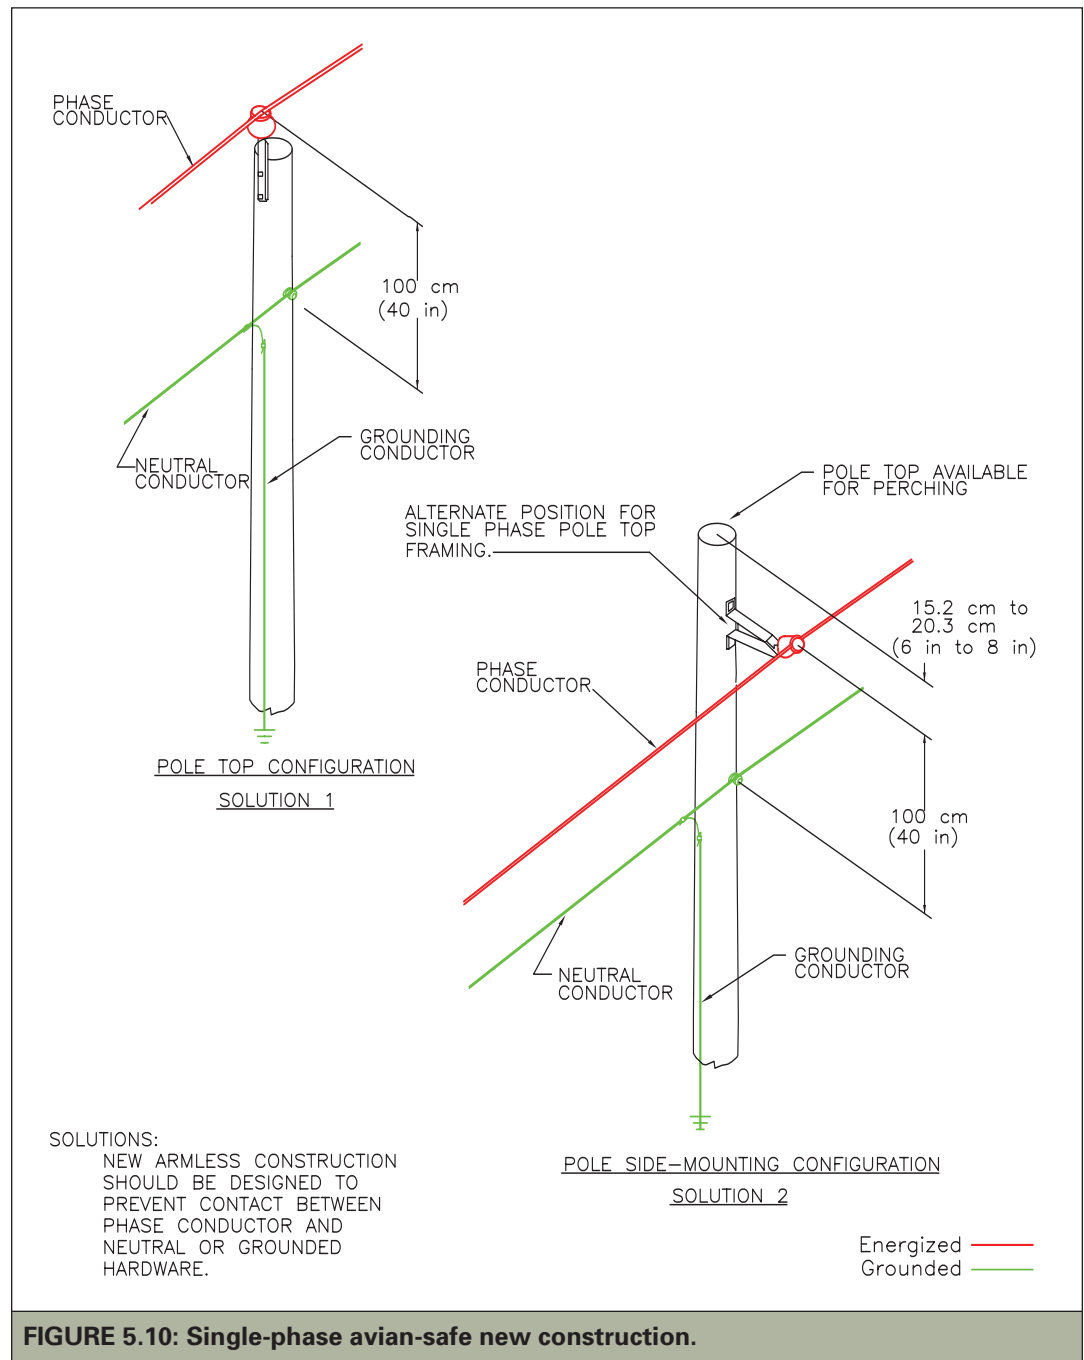 PHASE
CONDUCTOR
100 cm
(40 in)
GROUNDING
CONDUCTOR
NEUTRAL
CONDUCTOR
POLE TOP CONFIGURATION
SOLUTION 1
POLE TOP AVAILABLE
FOR PERCHING
ALTERNATE POSITION FOR
SINGLE PHASE POLE TOP
FRAMING.
15.2 cm to
20.3 cm
(6 in to 8 in)
PHASE
CONDUCTOR
100 cm
(40 in)
GROUNDING
CONDUCTOR
NEUTRAL
CONDUCTOR
POLE SIDE-MOUNTING CONFIGURATION
SOLUTION 2
SOLUTIONS:
NEW ARMLESS CONSTRUCTION
SHOULD BE DESIGNED TO
PREVENT CONTACT BETWEEN
PHASE CONDUCTOR AND
NEUTRAL OR GROUNDED
HARDWARE.
Energized
Grounded
FIGURE 5.10: Single-phase avian-safe new construction.